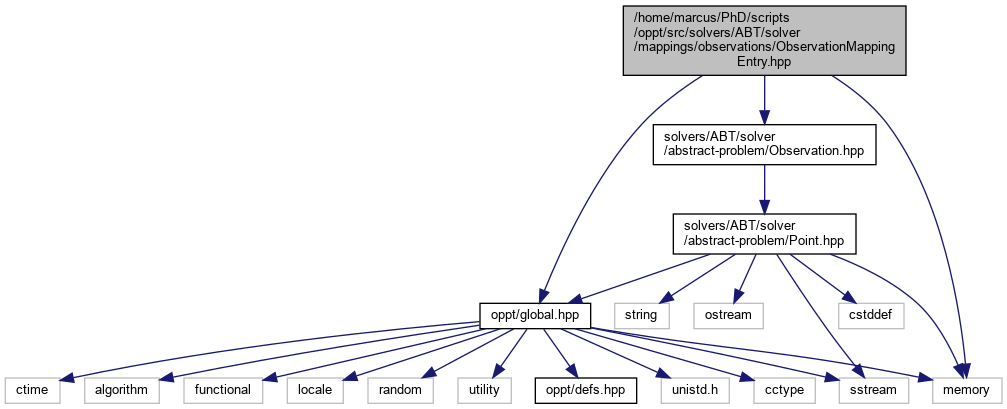 /home/marcus/PhD/scripts
/oppt/src/solvers/ABT/solver
/mappings/observations/ObservationMapping
Entry.hpp
solvers/ABT/solver
/abstract-problem/Observation.hpp
solvers/ABT/solver
/abstract-problem/Point.hpp
oppt/global.hpp
string
ostream
cstddef
ctime
algorithm
functional
locale
random
utility
oppt/defs.hpp
unistd.h
cctype
sstream
memory